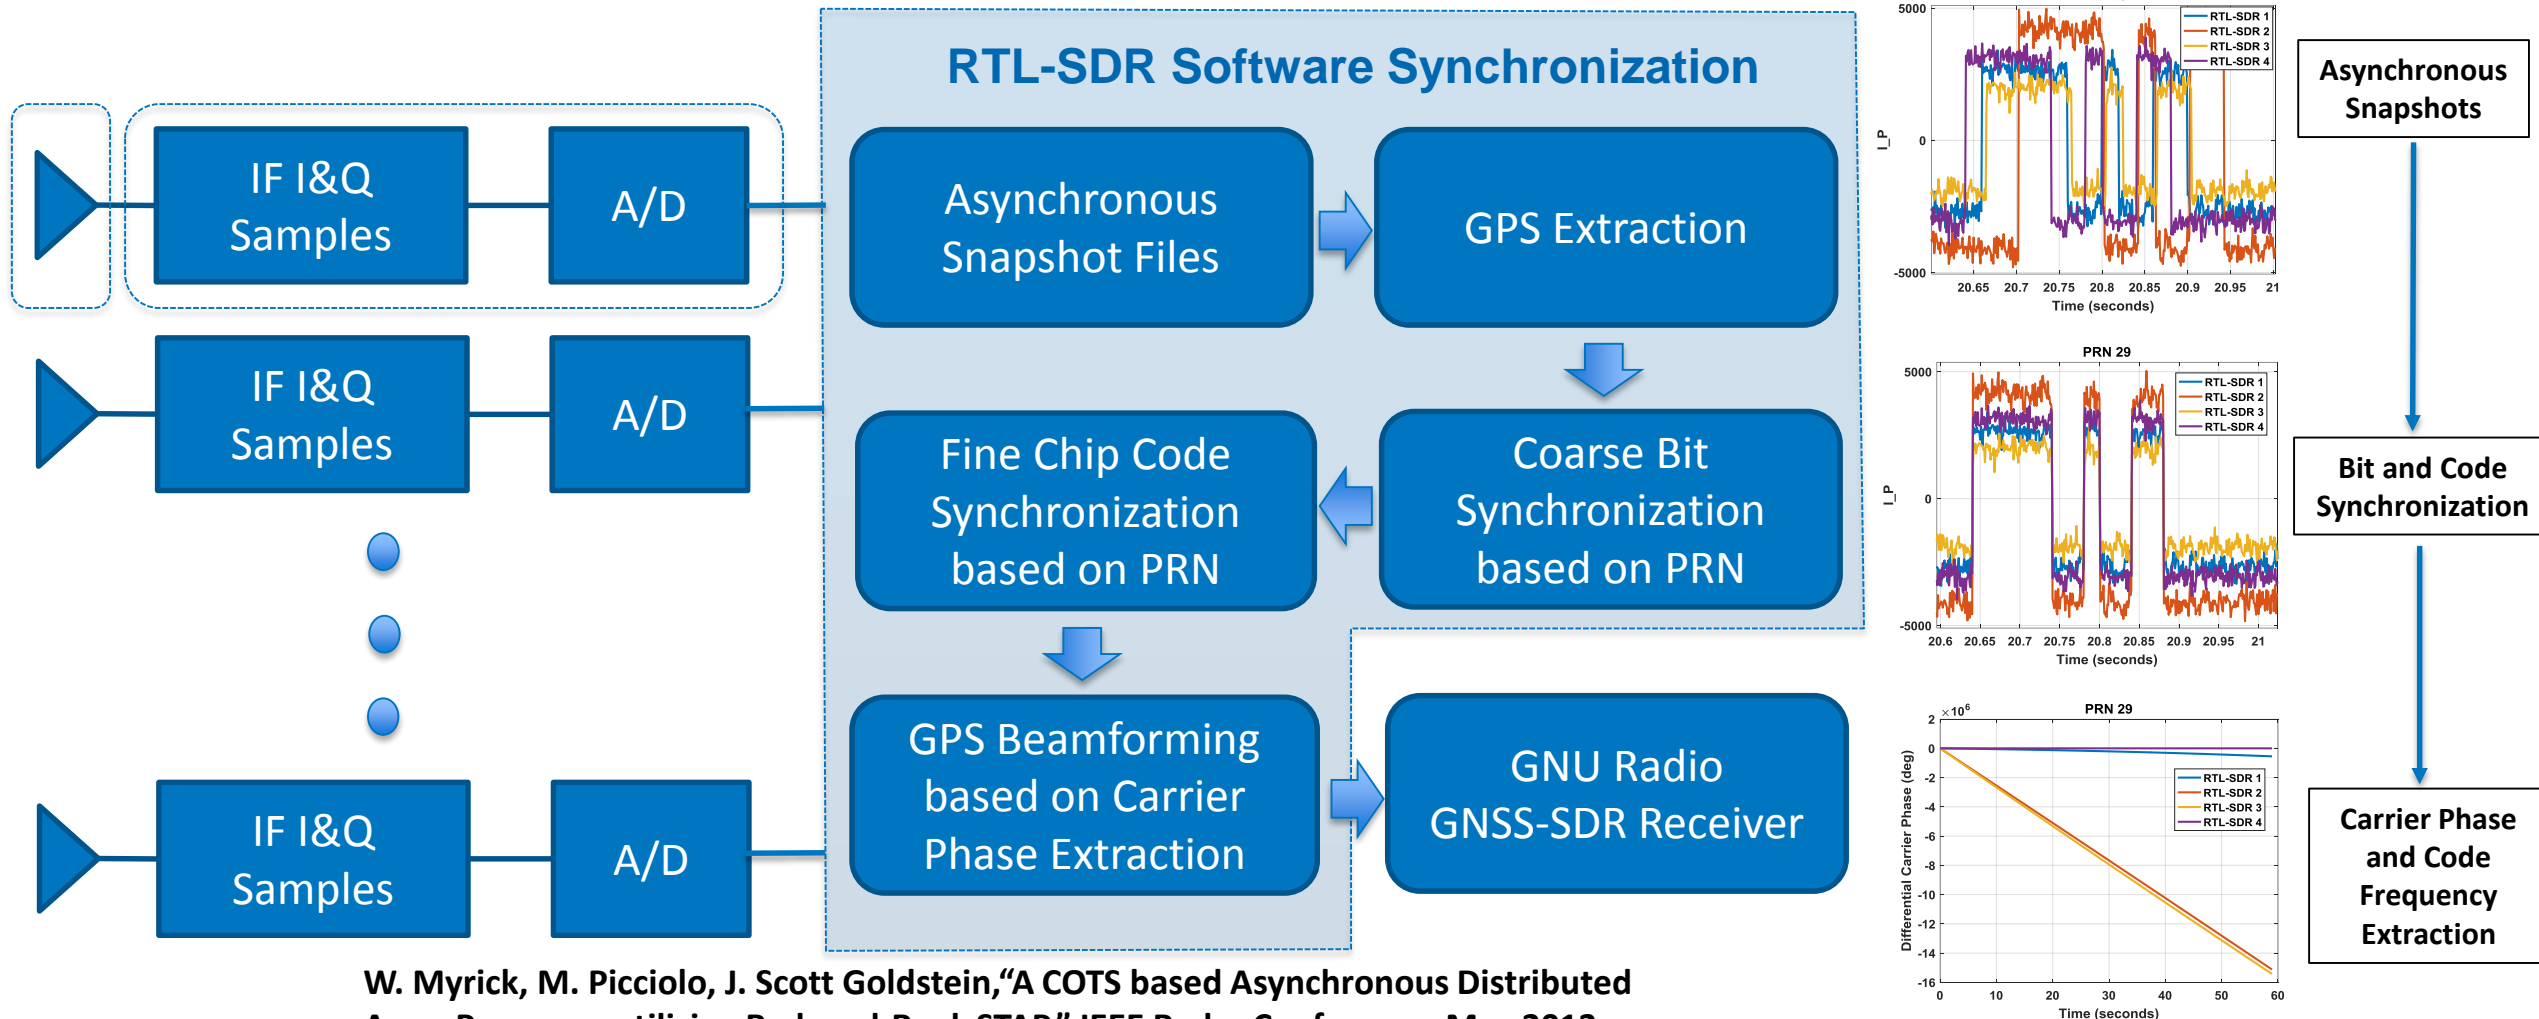 RTL-SDR Software Synchronization
IF I&Q
Samples
A/D
IF I&Q
Samples
A/D
IF I&Q
Samples
A/D
Asynchronous
Snapshot Files
GPS Extraction
Fine Chip Code
Synchronization
based on PRN
Coarse Bit
Synchronization
based on PRN
GPS Beamforming
based on Carrier
Phase Extraction
GNU Radio
GNSS-SDR Receiver
5000
0
-5000
I_P
RTL-SDR 1
RTL-SDR 2
RTL-SDR 3
RTL-SDR 4
20.65 20.7 20.75 20.8 20.85 20.9 20.95 21
Time (seconds)
PRN 29
5000
0
-5000
I_P
RTL-SDR 1
RTL-SDR 2
RTL-SDR 3
RTL-SDR 4
20.6 20.65 20.7 20.75 20.8 20.85 20.9 20.95 21
Time (seconds)
PRN 29
×10^6
2
0
-2
-4
-6
-8
-10
-12
-14
-16
Differential Carrier Phase (deg)
RTL-SDR 1
RTL-SDR 2
RTL-SDR 3
RTL-SDR 4
0 10 20 30 40 50 60
Time (seconds)
Asynchronous
Snapshots
Bit and Code
Synchronization
Carrier Phase
and Code
Frequency
Extraction
W. Myrick, M. Picciolo, J. Scott Goldstein,“A COTS based Asynchronous Distributed